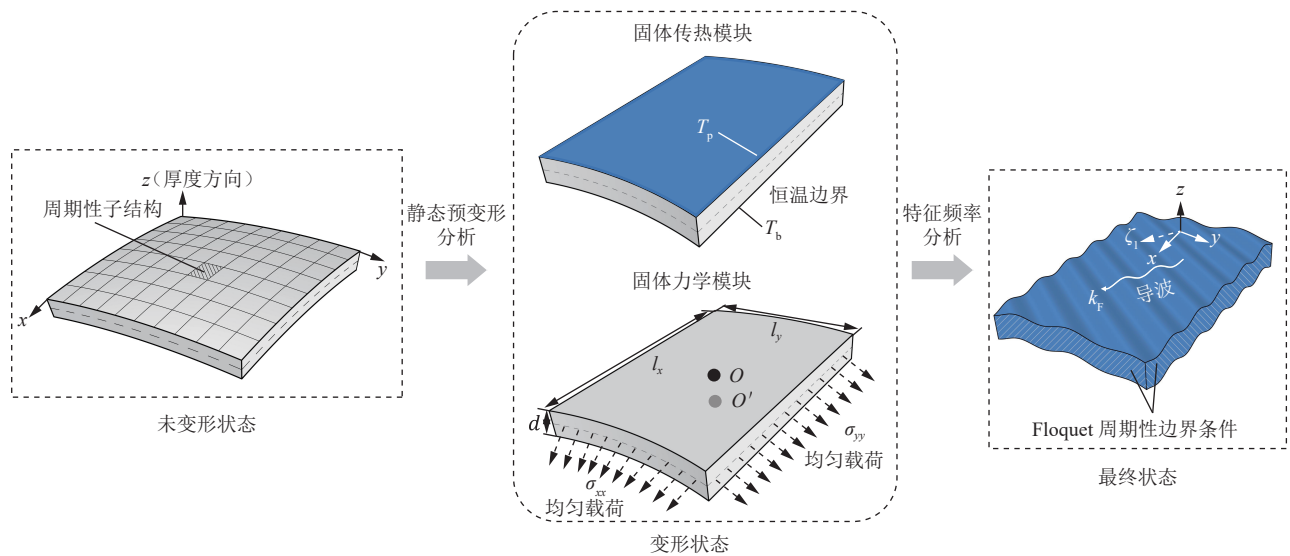 z(厚度方向)
周期性子结构
y
x
未变形状态
静态预变形
分析
固体传热模块
Tp
恒温边界
Tb
固体力学模块
lx
ly
O
O'
d
σxx
均匀载荷
σyy
均匀载荷
变形状态
特征频率
分析
z
ζ1
x
y
kF
导波
Floquet 周期性边界条件
最终状态